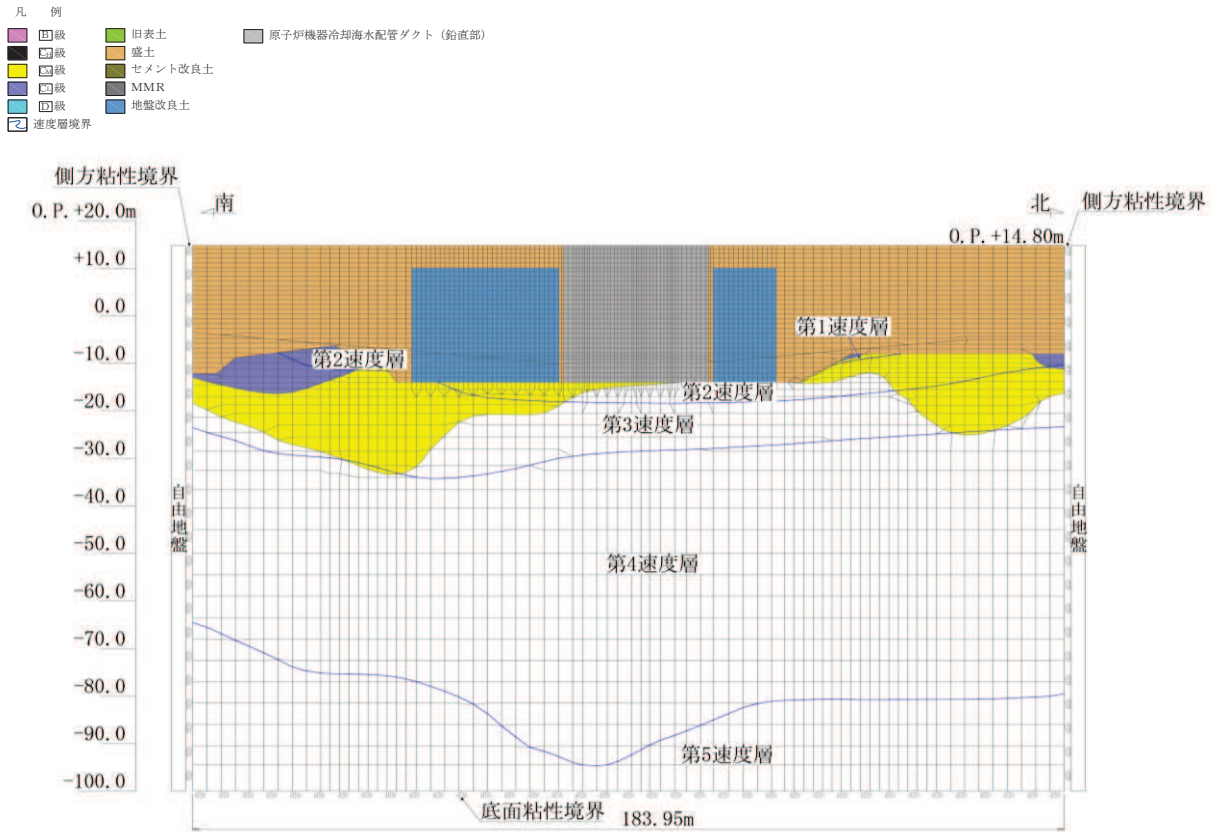 凡 例
B級
CH級
CM級
CL級
D級
速度層境界
旧表土
盛土
セメント改良土
MMR
地盤改良土
原子炉機器冷却海水配管ダクト（鉛直部）
側方粘性境界
南
北
側方粘性境界
O.P.+20.0m
O.P.+14.80m
+10.0
0.0
-10.0
-20.0
-30.0
-40.0
-50.0
-60.0
-70.0
-80.0
-90.0
-100.0
第1速度層
第2速度層
第2速度層
第3速度層
自由地盤
自由地盤
第4速度層
第5速度層
底面粘性境界
183.95m